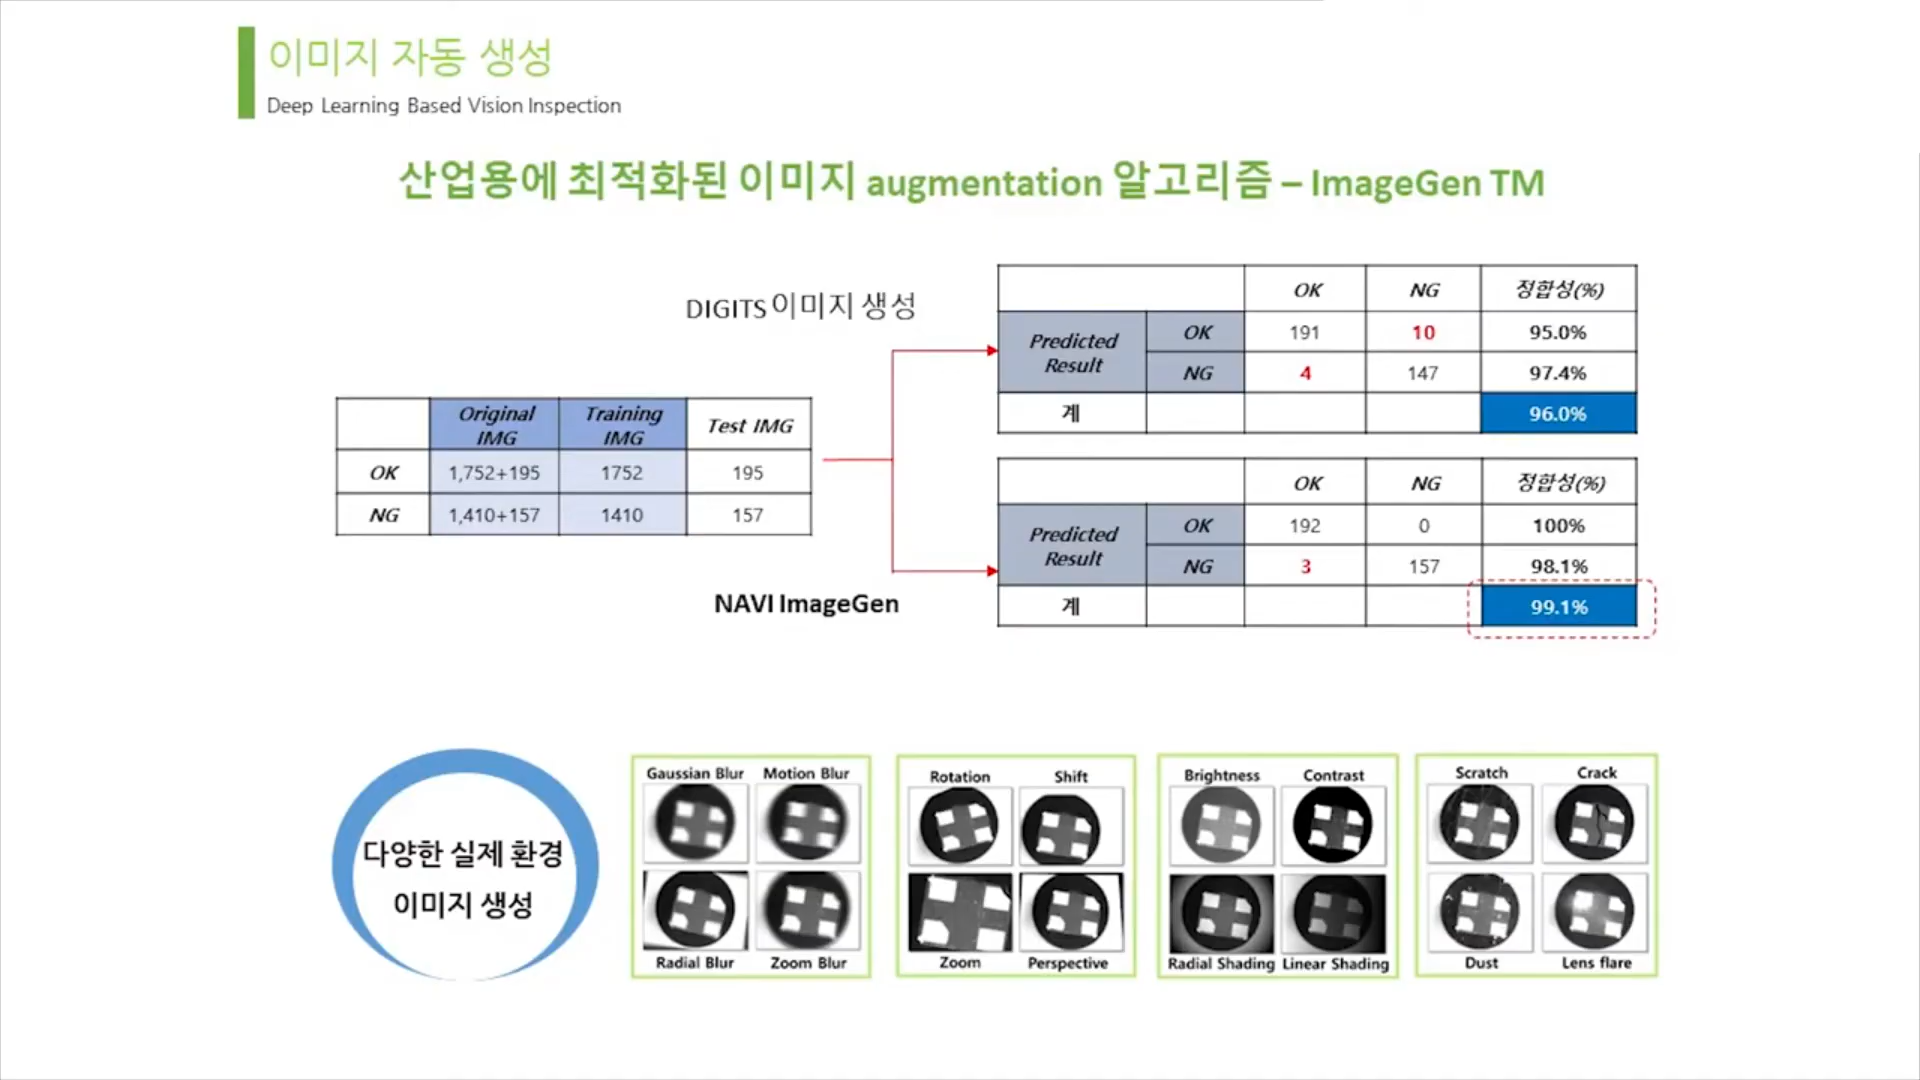 이미지 자동 생성
Deep Learning Based Vision Inspection
산업용에 최적화된 이미지 augmentation 알고리즘 – ImageGen TM
DIGITS 이미지 생성
OK NG 정합성(%)
Predicted Result OK 191 10 95.0%
NG 4 147 97.4%
계 96.0%
Original IMG Training IMG Test IMG
OK 1,752+195 1752 195
NG 1,410+157 1410 157
OK NG 정합성(%)
Predicted Result OK 192 0 100%
NG 3 157 98.1%
계 99.1%
NAVI ImageGen
다양한 실제 환경
이미지 생성
Gaussian Blur Motion Blur
Radial Blur Zoom Blur
Rotation Shift
Zoom Perspective
Brightness Contrast
Radial Shading Linear Shading
Scratch Crack
Dust Lens flare